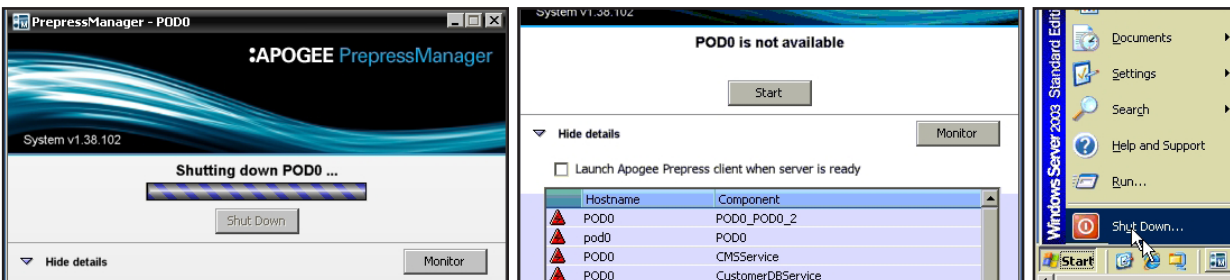 PrepressManager - POD0
:APOGEE PrepressManager
System v1.38.102
Shutting down POD0 ...
Shut Down
Hide details
Monitor
System v1.38.102
POD0 is not available
Start
Hide details
Monitor
Launch Apogee Prepress client when server is ready
Hostname Component
POD0 POD0_POD0_2
pod0 POD0
POD0 CMSService
POD0 CustomerDBService
Windows Server 2003 Standard Editi
Documents
Settings
Search
Help and Support
Run...
Shut Down...
Start